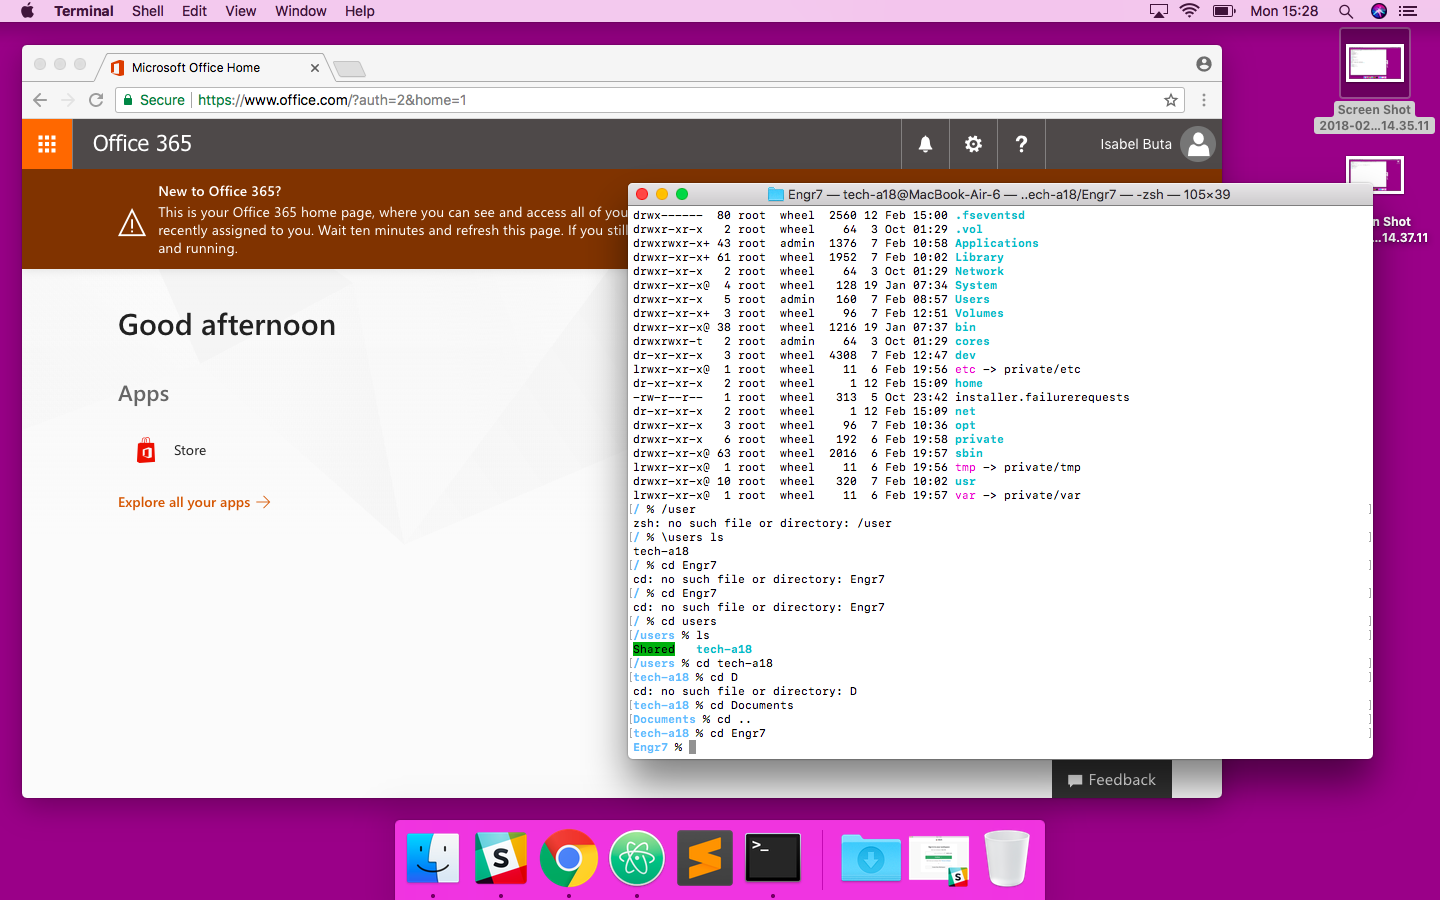 Terminal Shell Edit View Window Help Mon 15:28
Microsoft Office Home
Secure https://www.office.com/?auth=2&home=1
Office 365 ? Isabel Buta
New to Office 365?
This is your Office 365 home page, where you can see and access all of you
recently assigned to you. Wait ten minutes and refresh this page. If you still
and running.
Good afternoon
Apps
Store
Explore all your apps →
Engr7 — tech-a18@MacBook-Air-6 — ..ech-a18/Engr7 — -zsh — 105×39
drwx------ 80 root wheel 2560 12 Feb 15:00 .fseventsd
drwxr-xr-x 2 root wheel 64 3 Oct 01:29 .vol
drwxrwxr-x+ 43 root admin 1376 7 Feb 10:58 Applications
drwxr-xr-x+ 61 root wheel 1952 7 Feb 10:02 Library
drwxr-xr-x 2 root wheel 64 3 Oct 01:29 Network
drwxr-xr-x@ 4 root wheel 128 19 Jan 07:34 System
drwxr-xr-x 5 root admin 160 7 Feb 08:57 Users
drwxr-xr-x+ 3 root wheel 96 7 Feb 12:51 Volumes
drwxr-xr-x@ 38 root wheel 1216 19 Jan 07:37 bin
drwxrwxr-t 2 root admin 64 3 Oct 01:29 cores
dr-xr-xr-x 3 root wheel 4308 7 Feb 12:47 dev
lrwxr-xr-x@ 1 root wheel 11 6 Feb 19:56 etc -> private/etc
dr-xr-xr-x 2 root wheel 1 12 Feb 15:09 home
-rw-r--r-- 1 root wheel 313 5 Oct 23:42 installer.failurerequests
dr-xr-xr-x 2 root wheel 1 12 Feb 15:09 net
drwxr-xr-x 3 root wheel 96 7 Feb 10:36 opt
drwxr-xr-x 6 root wheel 192 6 Feb 19:58 private
drwxr-xr-x@ 63 root wheel 2016 6 Feb 19:57 sbin
lrwxr-xr-x@ 1 root wheel 11 6 Feb 19:56 tmp -> private/tmp
drwxr-xr-x@ 10 root wheel 320 7 Feb 10:02 usr
lrwxr-xr-x@ 1 root wheel 11 6 Feb 19:57 var -> private/var
[/ % /user ]
zsh: no such file or directory: /user
[/ % \users ls ]
tech-a18
[/ % cd Engr7 ]
cd: no such file or directory: Engr7
[/ % cd Engr7 ]
cd: no such file or directory: Engr7
[/ % cd users ]
[/users % ls ]
Shared tech-a18
[/users % cd tech-a18 ]
[tech-a18 % cd D ]
cd: no such file or directory: D
[tech-a18 % cd Documents ]
[Documents % cd .. ]
[tech-a18 % cd Engr7 ]
Engr7 %
Feedback
Screen Shot
2018-02...14.35.11
n Shot
...14.37.11
S
>_
S